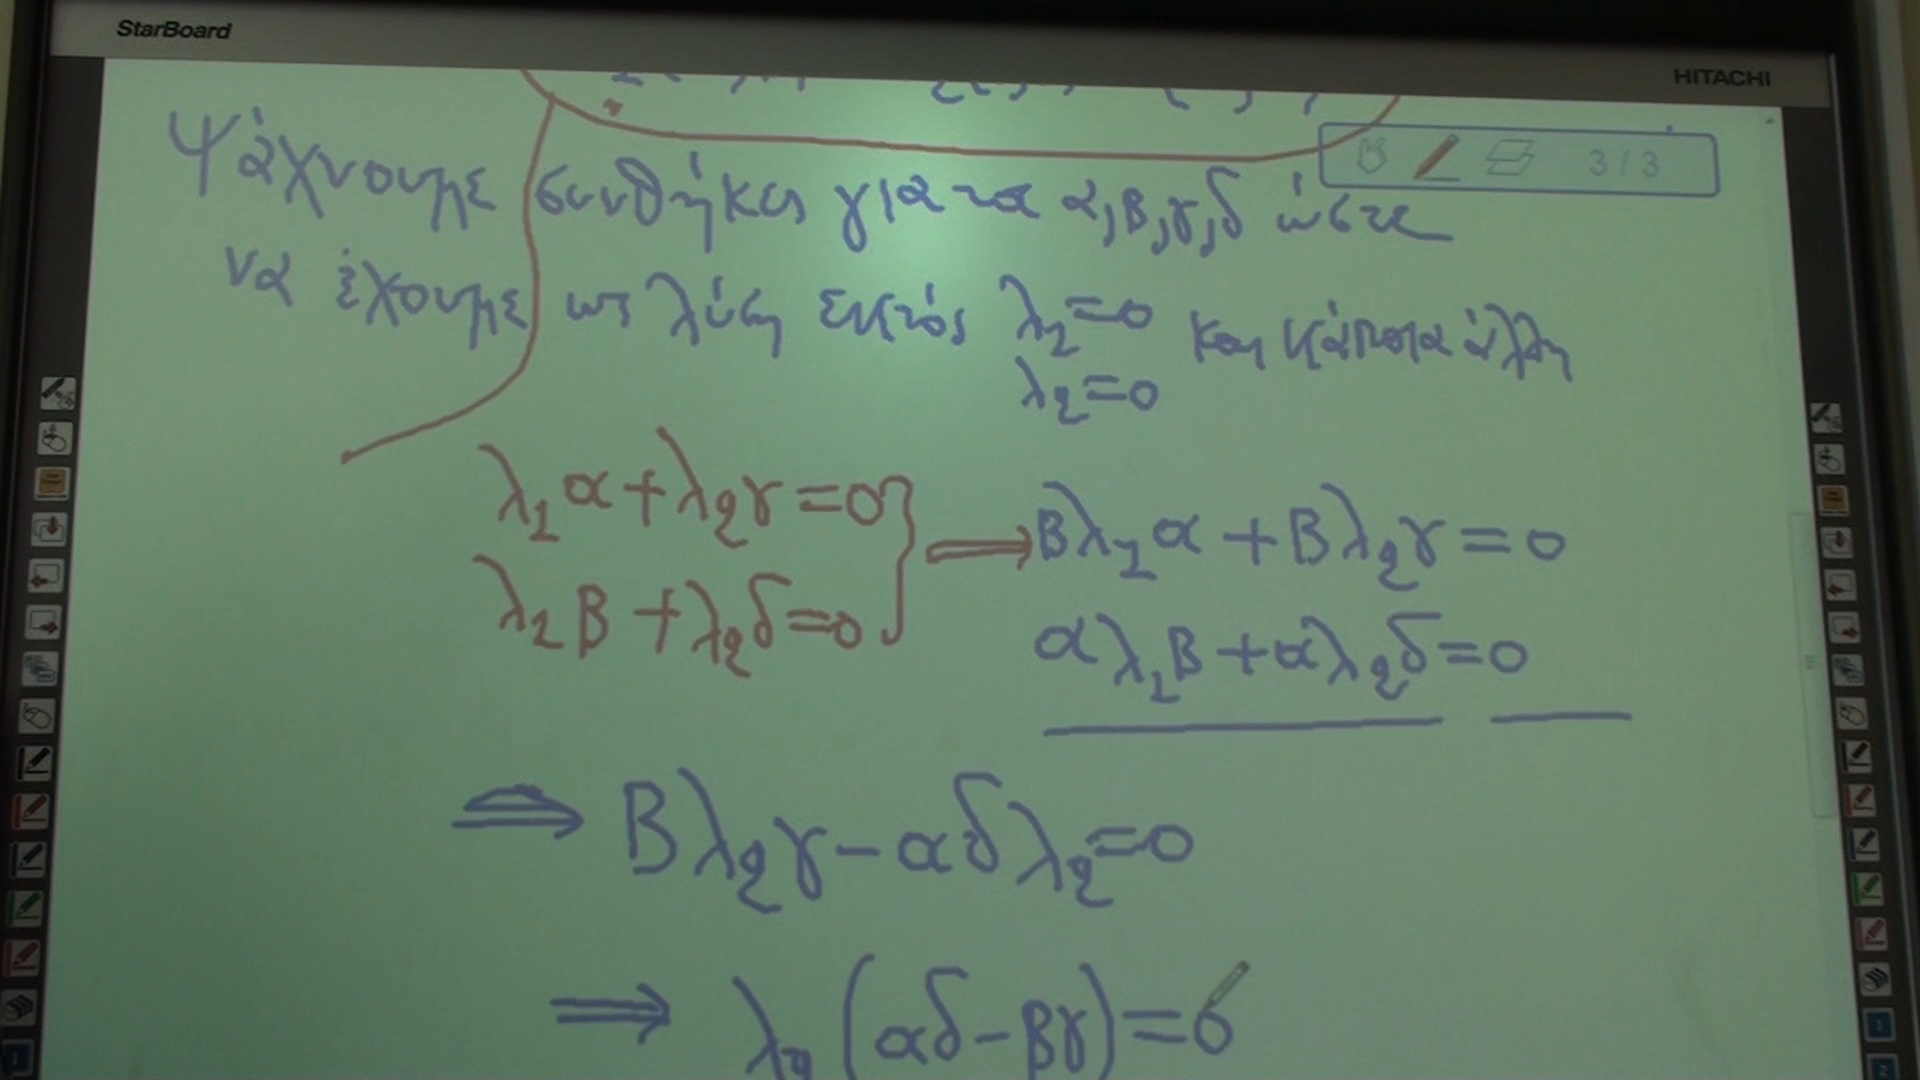 StarBoard
HITACHI
3 / 3
Ψάχνουμε συνθήκες για τα α, β, γ, δ ώστε
να έχουμε ως λύση εκτός λ1=0 και κάποια άλλη
λ2=0
λ1α+λ2γ=0
λ1β+λ2δ=0
⟹ βλ1α+βλ2γ=0
αλ1β+αλ2δ=0
⟹ βλ2γ-αδλ2=0
⟹ λ2(αδ-βγ)=0